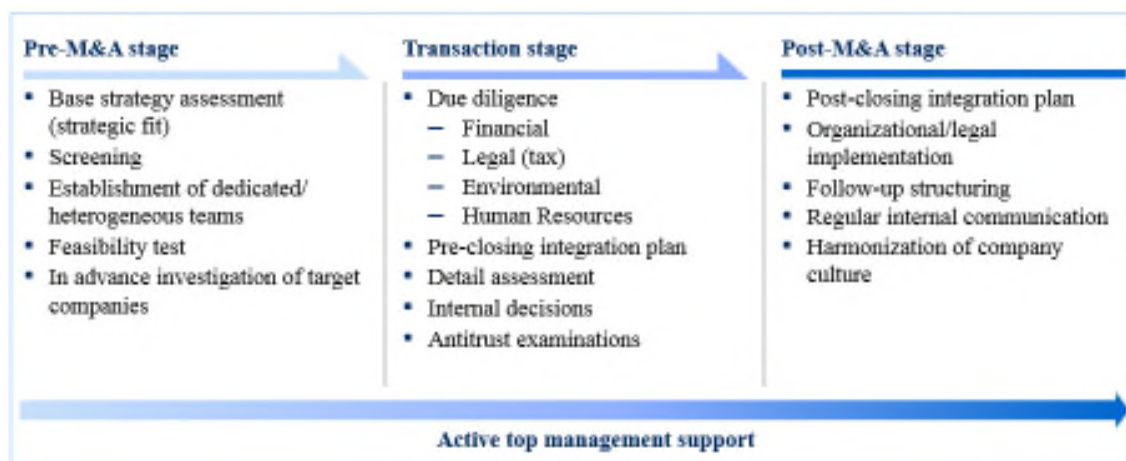 Pre-M&A stage
▪ Base strategy assessment
(strategic fit)
▪ Screening
▪ Establishment of dedicated/
heterogeneous teams
▪ Feasibility test
▪ In advance investigation of target
companies
Transaction stage
▪ Due diligence
– Financial
– Legal (tax)
– Environmental
– Human Resources
▪ Pre-closing integration plan
▪ Detail assessment
▪ Internal decisions
▪ Antitrust examinations
Post-M&A stage
▪ Post-closing integration plan
▪ Organizational/legal
implementation
▪ Follow-up structuring
▪ Regular internal communication
▪ Harmonization of company
culture
Active top management support